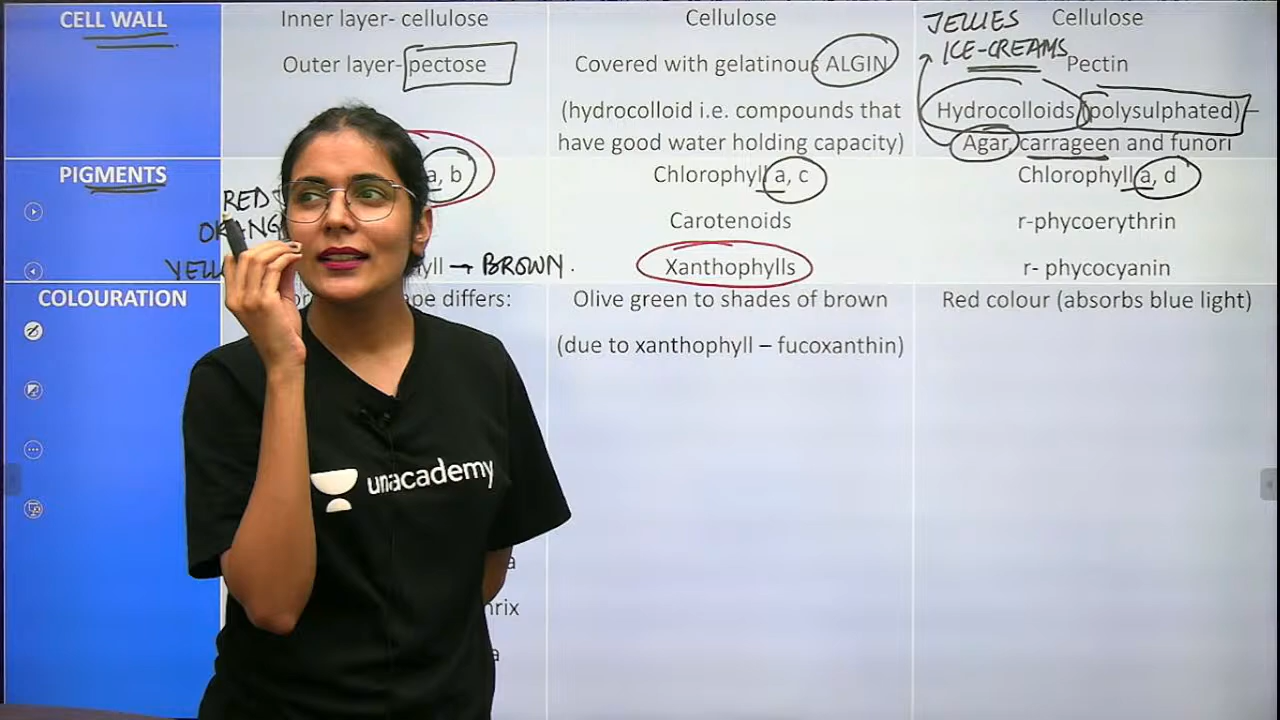 CELL WALL
Inner layer- cellulose
Outer layer- pectose
Cellulose
Covered with gelatinous ALGIN
(hydrocolloid i.e. compounds that
have good water holding capacity)
JELLIES
ICE-CREAMS
Cellulose
Pectin
Hydrocolloids (polysulphated)
Agar, carrageen and funori
PIGMENTS
a, b
RED
YELL
yll → BROWN.
Chlorophyll a, c
Carotenoids
Xanthophylls
Chlorophyll a, d
r-phycoerythrin
r- phycocyanin
COLOURATION
differs:
Olive green to shades of brown
(due to xanthophyll – fucoxanthin)
Red colour (absorbs blue light)
unacademy